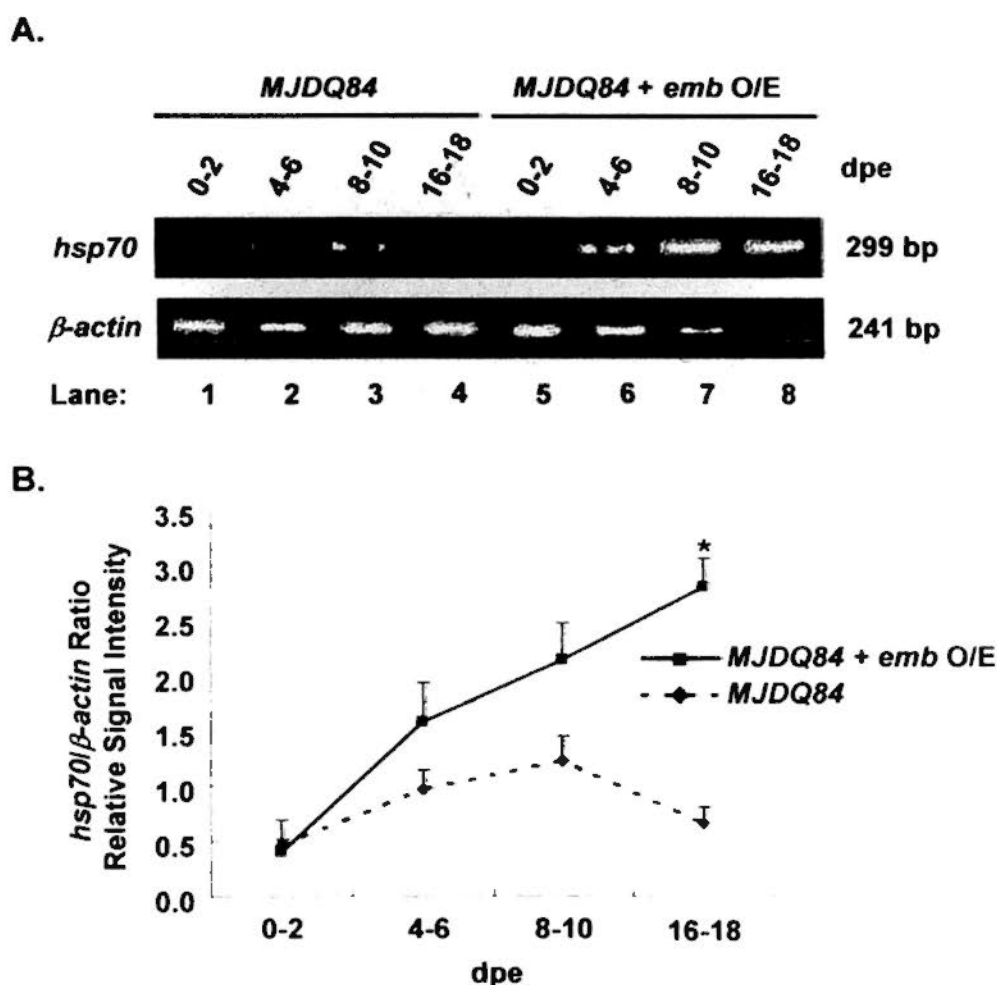 A.
MJDQ84 MJDQ84 + emb O/E
0-2 4-6 8-10 16-18 0-2 4-6 8-10 16-18 dpe
hsp70 299 bp
β-actin 241 bp
Lane: 1 2 3 4 5 6 7 8
B.
hsp70/β-actin Ratio
Relative Signal Intensity
3.5
3.0
2.5
2.0
1.5
1.0
0.5
0.0
*
MJDQ84 + emb O/E
MJDQ84
0-2 4-6 8-10 16-18
dpe